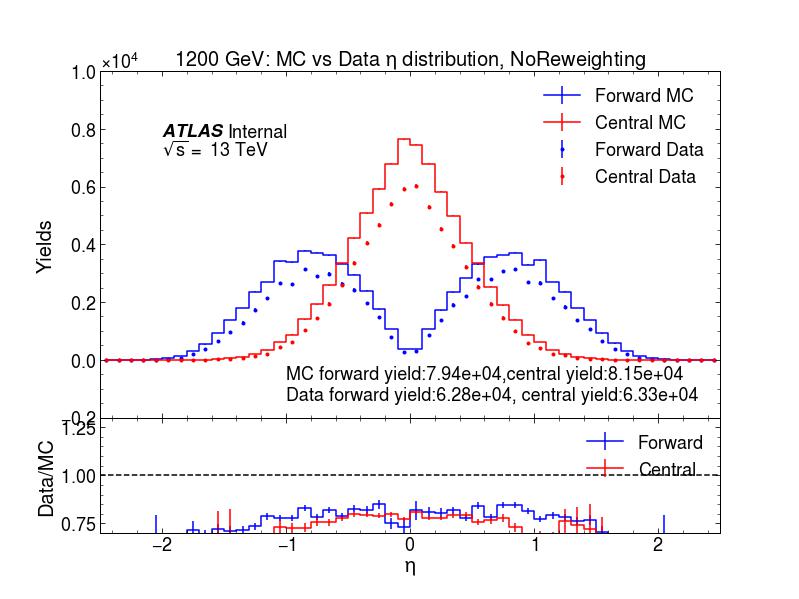 1200 GeV: MC vs Data η distribution, NoReweighting
×10⁴
1.0
0.8
0.6
0.4
0.2
0.0
0.2
Yields
ATLAS Internal
√s = 13 TeV
Forward MC
Central MC
Forward Data
Central Data
MC forward yield:7.94e+04,central yield:8.15e+04
Data forward yield:6.28e+04, central yield:6.33e+04
1.25
1.00
0.75
Data/MC
Forward
Central
−2 −1 0 1 2
η